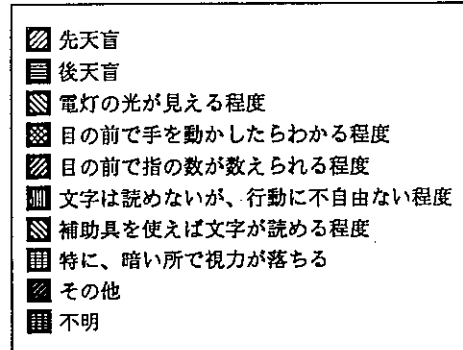 先天盲
後天盲
電灯の光が見える程度
目の前で手を動かしたらわかる程度
目の前で指の数が数えられる程度
文字は読めないが、行動に不自由ない程度
補助具を使えば文字が読める程度
特に、暗い所で視力が落ちる
その他
不明